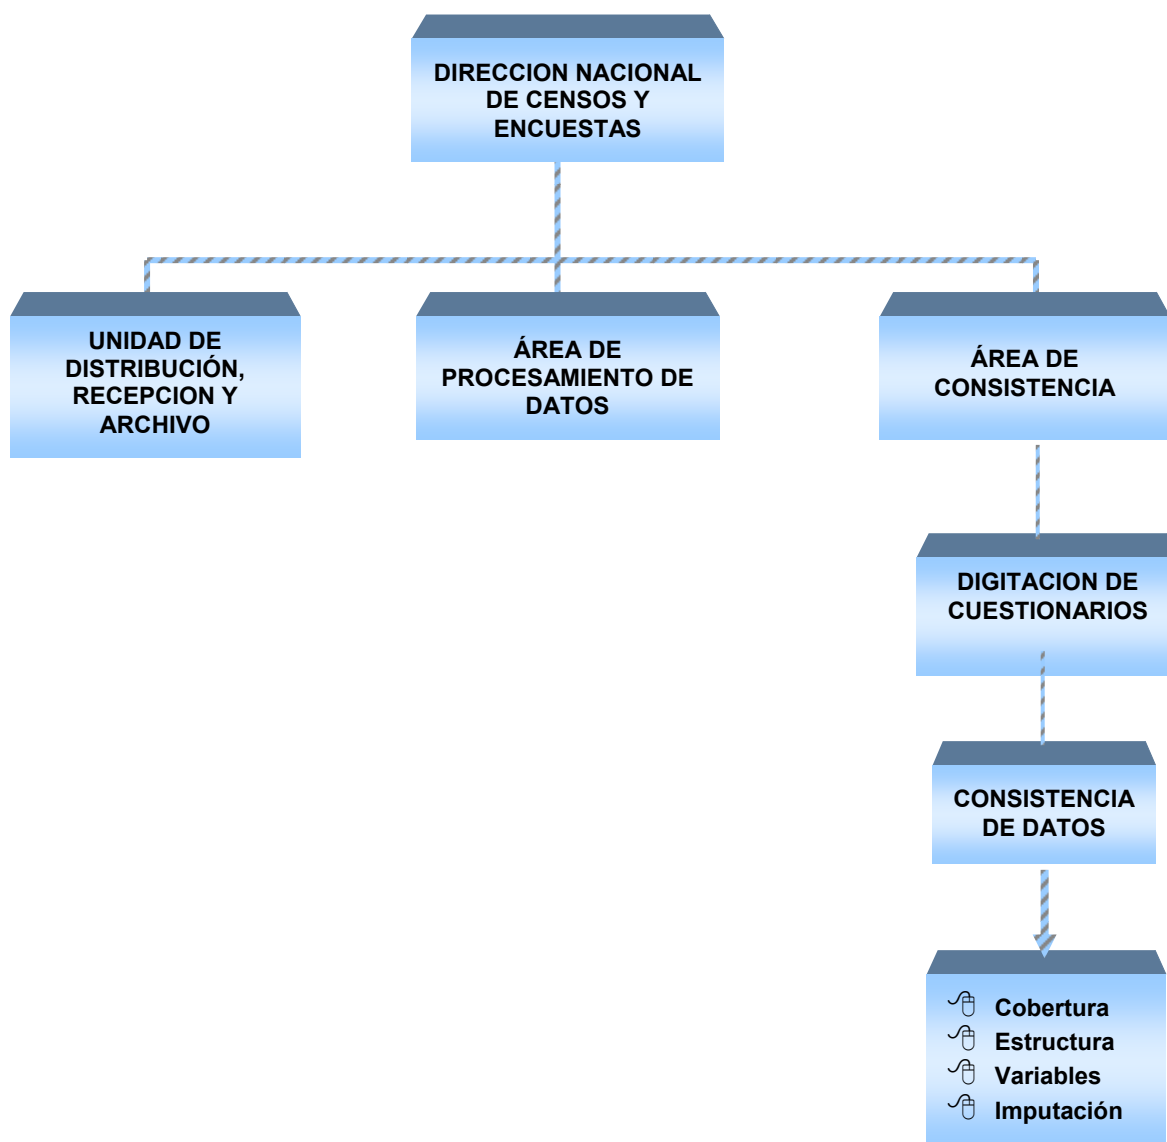 DIRECCION NACIONAL
DE CENSOS Y
ENCUESTAS
UNIDAD DE
DISTRIBUCIÓN,
RECEPCION Y
ARCHIVO
ÁREA DE
PROCESAMIENTO DE
DATOS
ÁREA DE
CONSISTENCIA
DIGITACION DE
CUESTIONARIOS
CONSISTENCIA
DE DATOS
Cobertura
Estructura
Variables
Imputación